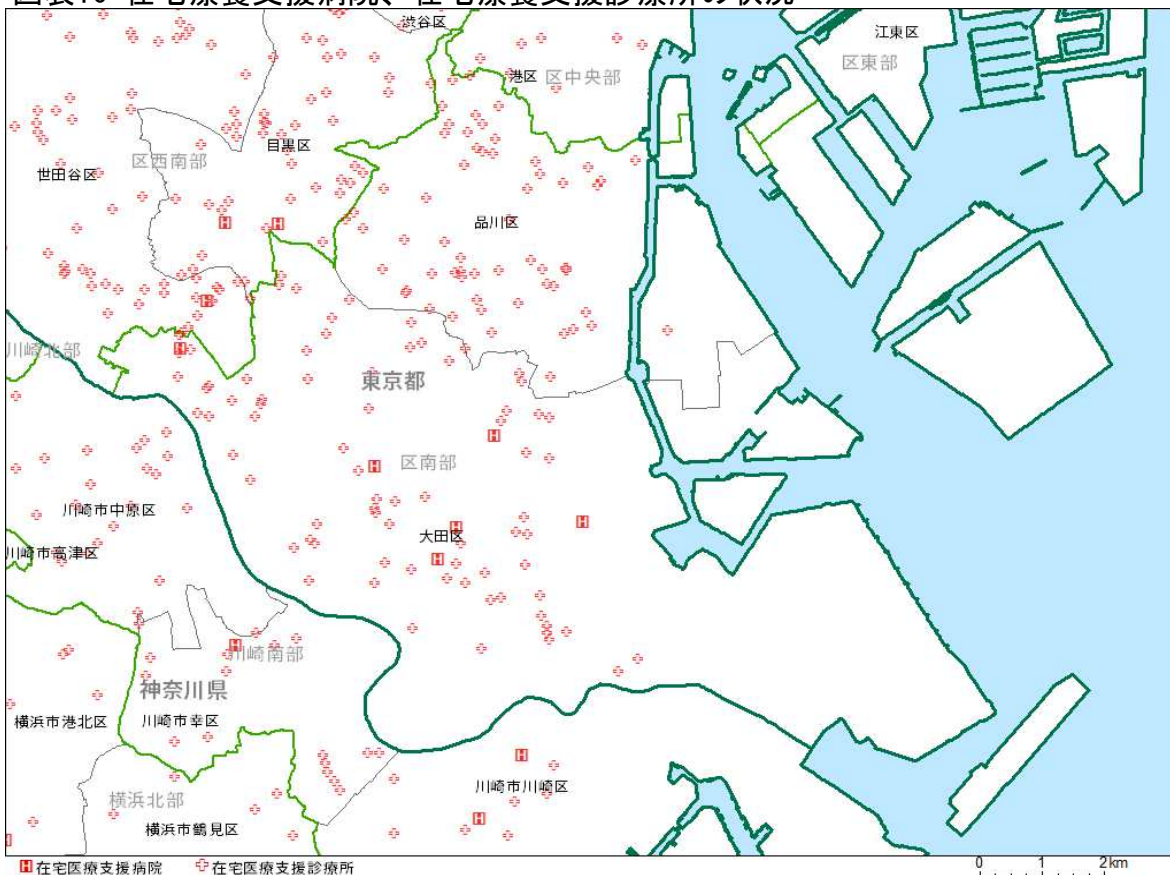 渋谷区
江東区
区東部
港区
区中央部
目黒区
区西南部
世田谷区
品川区
川崎北部
東京都
区南部
川崎市中原区
大田区
川崎市高津区
川崎南部
神奈川県
横浜市港北区
川崎市幸区
川崎市川崎区
横浜北部
横浜市鶴見区
在宅医療支援病院 在宅医療支援診療所
0 1 2km